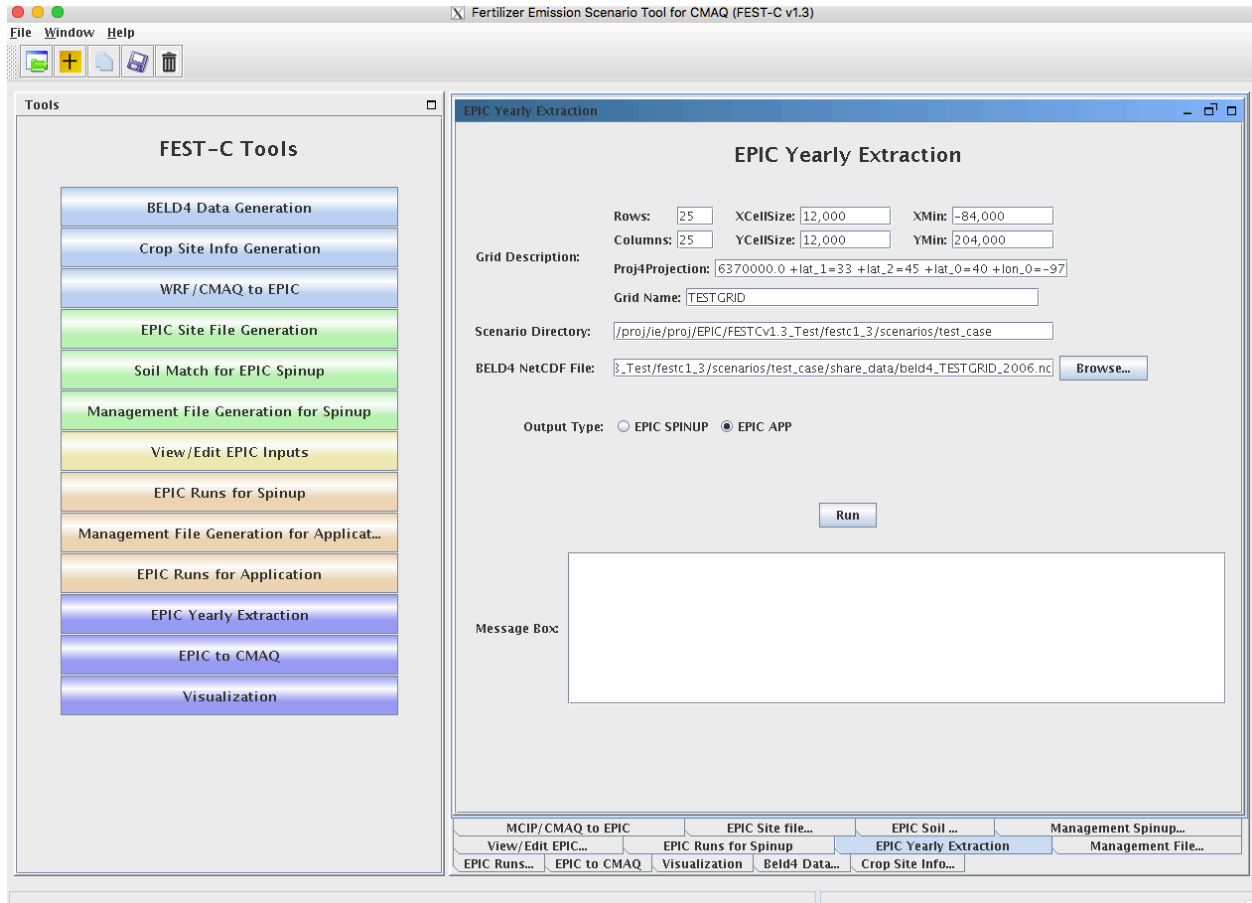 Fertilizer Emission Scenario Tool for CMAQ (FEST-C v1.3)
File Window Help
Tools
FEST-C Tools
BELD4 Data Generation
Crop Site Info Generation
WRF/CMAQ to EPIC
EPIC Site File Generation
Soil Match for EPIC Spinup
Management File Generation for Spinup
View/Edit EPIC Inputs
EPIC Runs for Spinup
Management File Generation for Applicat...
EPIC Runs for Application
EPIC Yearly Extraction
EPIC to CMAQ
Visualization
EPIC Yearly Extraction
EPIC Yearly Extraction
Grid Description:
Rows: 25 XCellSize: 12,000 XMin: -84,000
Columns: 25 YCellSize: 12,000 YMin: 204,000
Proj4Projection: 6370000.0 +lat_1=33 +lat_2=45 +lat_0=40 +lon_0=-97
Grid Name: TESTGRID
Scenario Directory: /proj/ie/proj/EPIC/FESTCv1.3_Test/festc1_3/scenarios/test_case
BELD4 NetCDF File: 3_Test/festc1_3/scenarios/test_case/share_data/beld4_TESTGRID_2006.nc Browse...
Output Type: EPIC SPINUP EPIC APP
Run
Message Box:
MCIP/CMAQ to EPIC EPIC Site file... EPIC Soil ... Management Spinup...
View/Edit EPIC... EPIC Runs for Spinup EPIC Yearly Extraction Management File...
EPIC Runs... EPIC to CMAQ Visualization Beld4 Data... Crop Site Info...